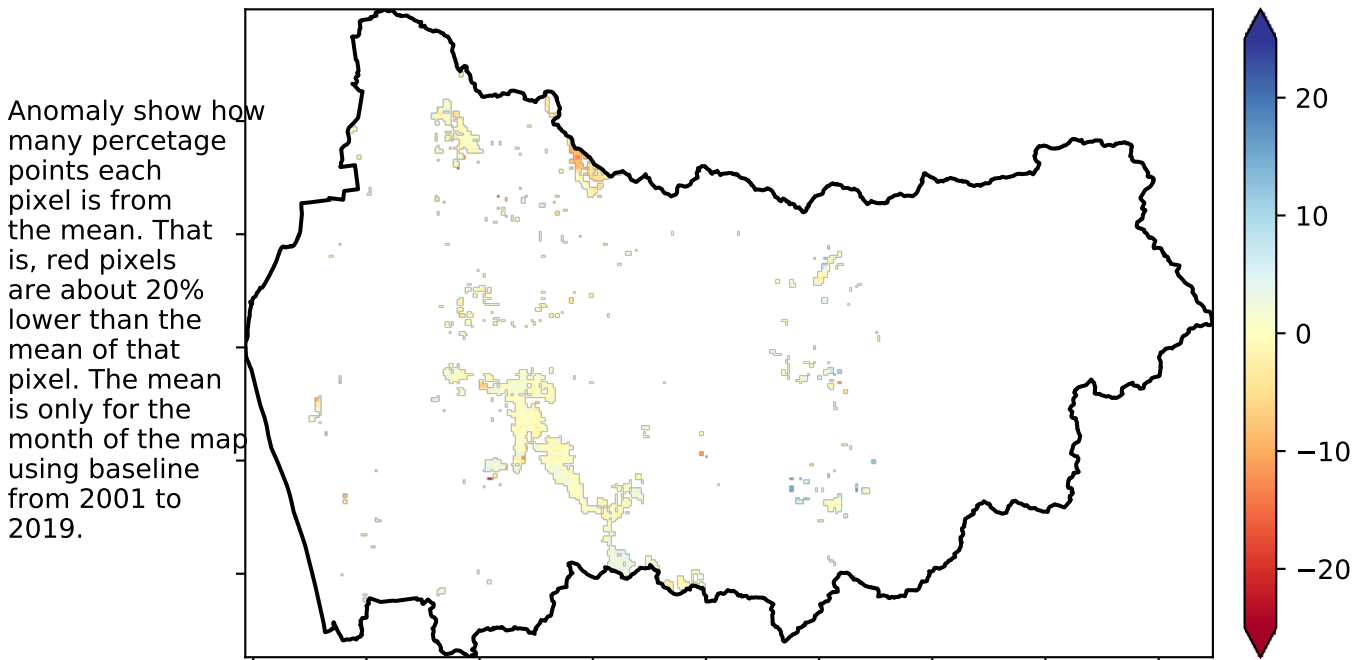 Anomaly show how
many percetage
points each
pixel is from
the mean. That
is, red pixels
are about 20%
lower than the
mean of that
pixel. The mean
is only for the
month of the map
using baseline
from 2001 to
2019.
20
10
0
−10
−20